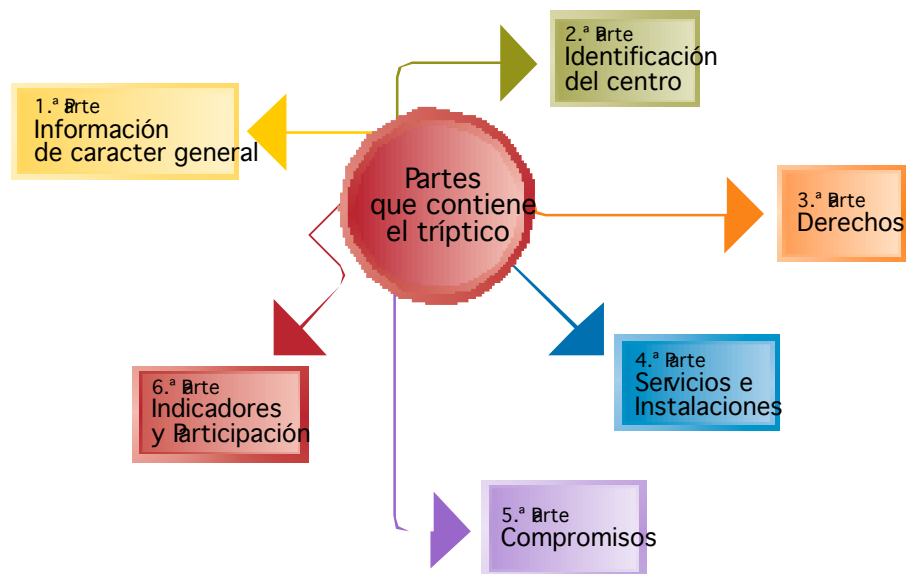 Partes
que contiene
el tríptico
1.ª Parte
Información
de caracter general
2.ª Parte
Identificación
del centro
3.ª Parte
Derechos
4.ª Parte
Servicios e
Instalaciones
5.ª Parte
Compromisos
6.ª Parte
Indicadores
y Participación